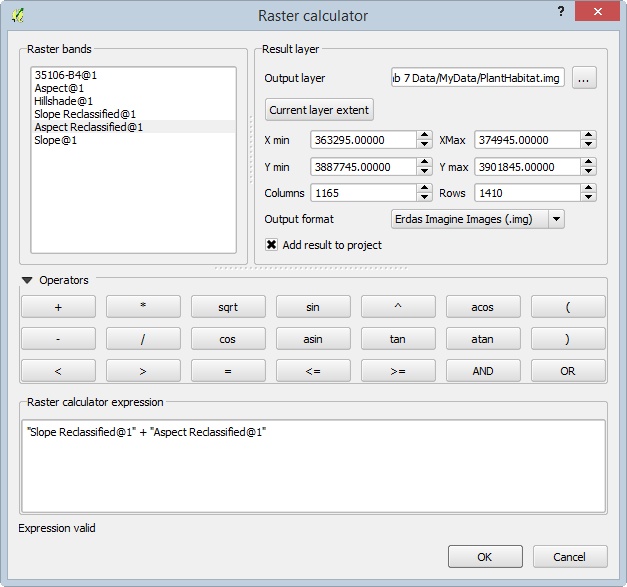 Raster calculator
? ×
Raster bands
35106-B4@1
Aspect@1
Hillshade@1
Slope Reclassified@1
Aspect Reclassified@1
Slope@1
Result layer
Output layer ab 7 Data/MyData/PlantHabitat.img ...
Current layer extent
X min 363295.00000 XMax 374945.00000
Y min 3887745.00000 Y max 3901845.00000
Columns 1165 Rows 1410
Output format Erdas Imagine Images (.img)
Add result to project
Operators
+ * sqrt sin ^ acos (
- / cos asin tan atan )
< > = <= >= AND OR
Raster calculator expression
"Slope Reclassified@1" + "Aspect Reclassified@1"
Expression valid
OK Cancel